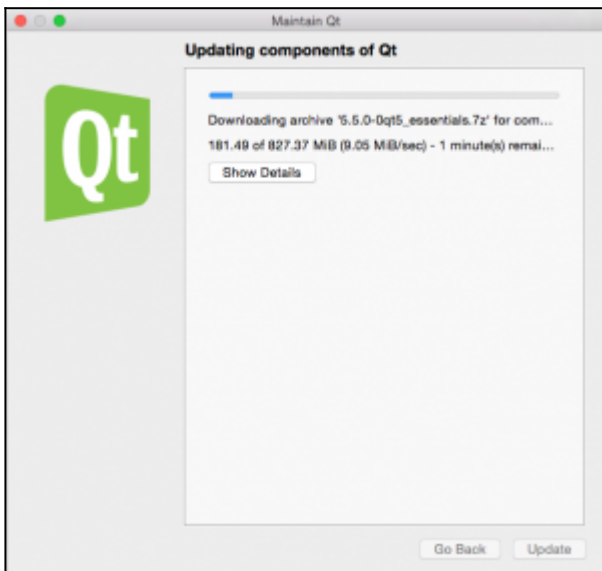 Maintain Qt
Updating components of Qt
Qt
Downloading archive '5.5.0-0qt5_essentials.7z' for com...
181.49 of 827.37 MiB (9.05 MiB/sec) - 1 minute(s) remai...
Show Details
Go Back
Update